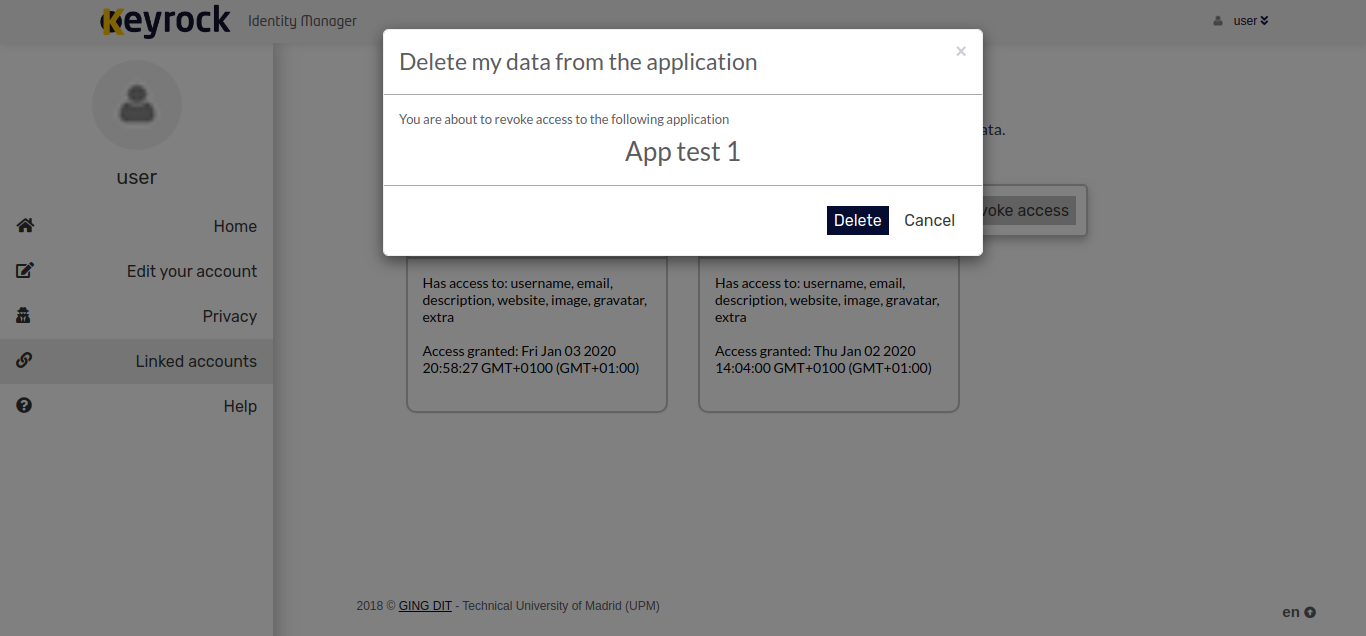 Keyrock Identity Manager
user
Delete my data from the application
×
You are about to revoke access to the following application
App test 1
Delete Cancel
user
Home
Edit your account
Privacy
Linked accounts
Help
access
Has access to: username, email,
description, website, image, gravatar,
extra
Access granted: Fri Jan 03 2020
20:58:27 GMT+0100 (GMT+01:00)
Has access to: username, email,
description, website, image, gravatar,
extra
Access granted: Thu Jan 02 2020
14:04:00 GMT+0100 (GMT+01:00)
2018 © GING DIT - Technical University of Madrid (UPM)
en